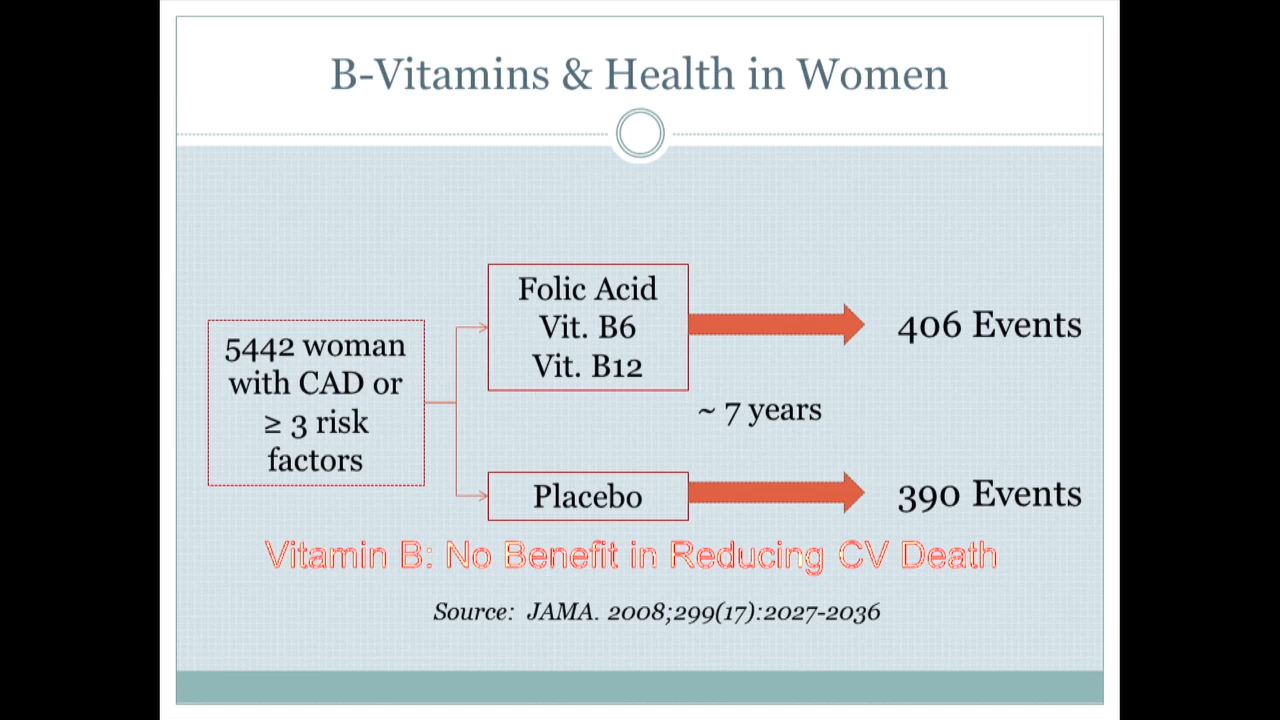 B-Vitamins & Health in Women
5442 woman
with CAD or
≥ 3 risk
factors
Folic Acid
Vit. B6
Vit. B12
406 Events
~ 7 years
Placebo
390 Events
Vitamin B: No Benefit in Reducing CV Death
Source: JAMA. 2008;299(17):2027-2036